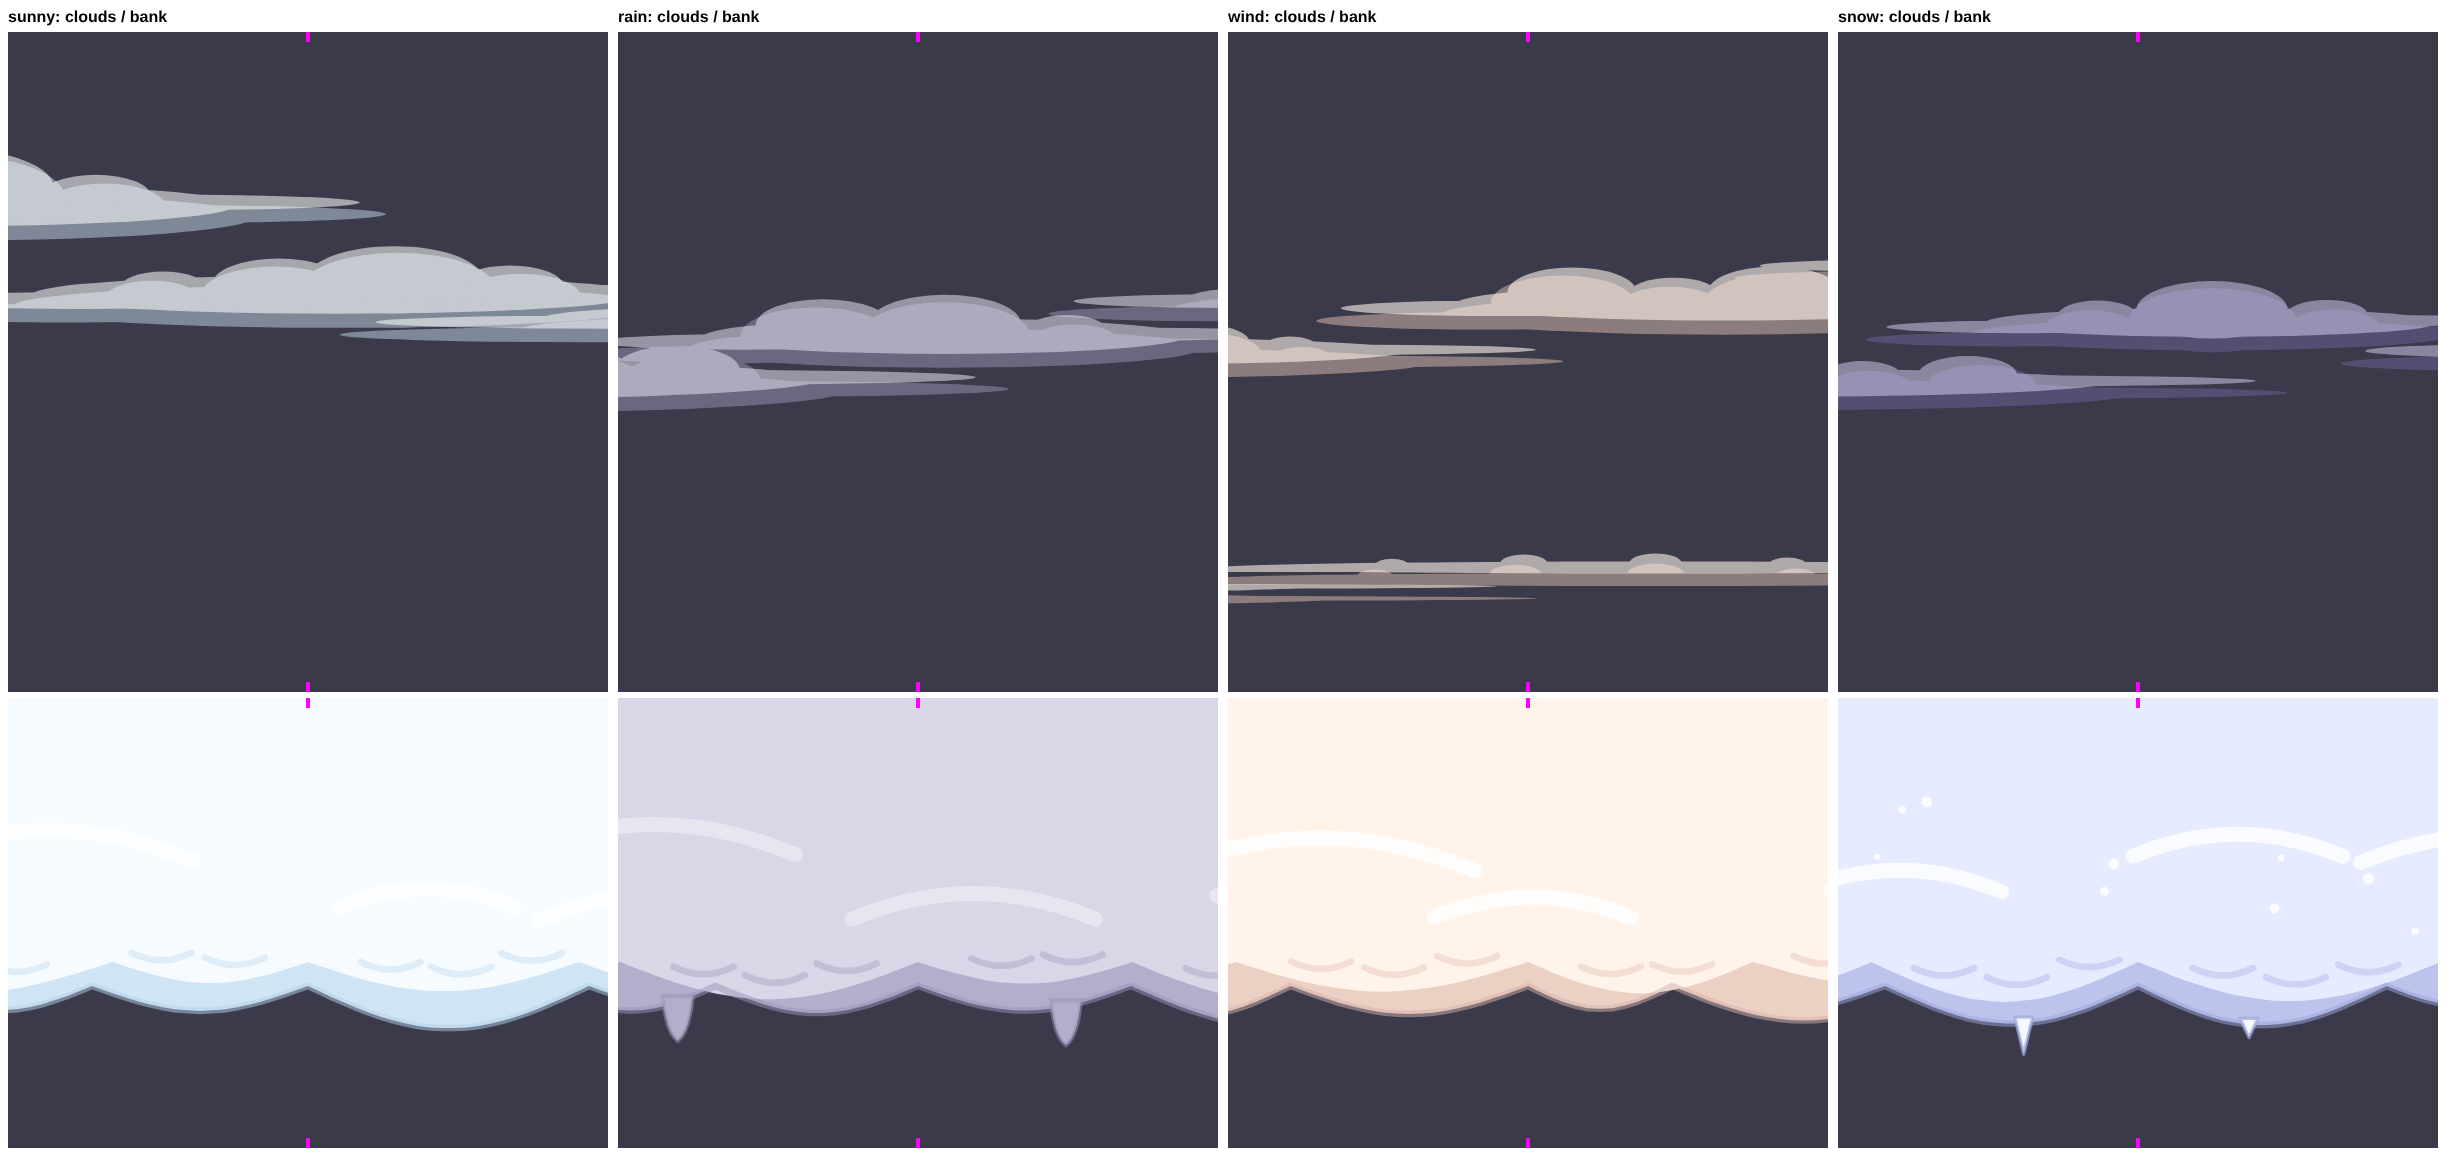 sunny: clouds / bank
rain: clouds / bank
wind: clouds / bank
snow: clouds / bank